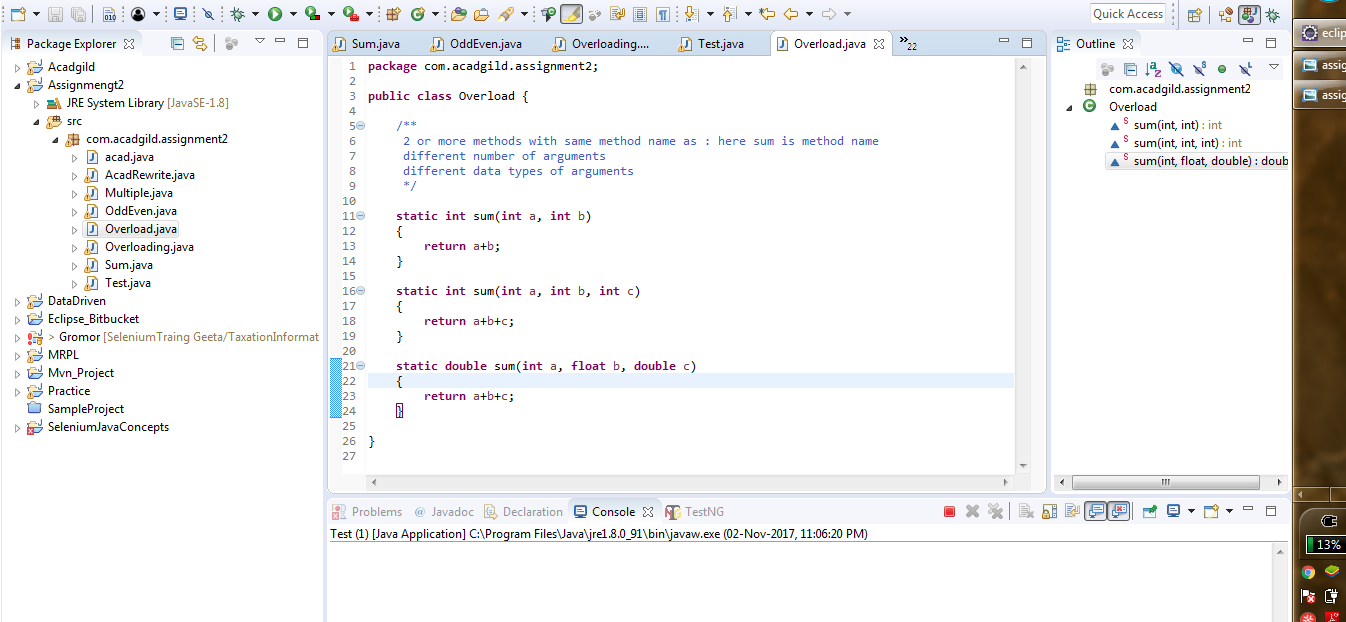 Quick Access
Package Explorer
Acadgild
Assignmengt2
JRE System Library [JavaSE-1.8]
src
com.acadgild.assignment2
acad.java
AcadRewrite.java
Multiple.java
OddEven.java
Overload.java
Overloading.java
Sum.java
Test.java
DataDriven
Eclipse_Bitbucket
> Gromor [SeleniumTraing Geeta/TaxationInformat
MRPL
Mvn_Project
Practice
SampleProject
SeleniumJavaConcepts
Sum.java OddEven.java Overloading.... Test.java Overload.java »22
1 package com.acadgild.assignment2;
2
3 public class Overload {
4
5 /**
6 2 or more methods with same method name as : here sum is method name
7 different number of arguments
8 different data types of arguments
9 */
10
11 static int sum(int a, int b)
12 {
13 return a+b;
14 }
15
16 static int sum(int a, int b, int c)
17 {
18 return a+b+c;
19 }
20
21 static double sum(int a, float b, double c)
22 {
23 return a+b+c;
24 }
25
26 }
27
Outline
com.acadgild.assignment2
Overload
sum(int, int) : int
sum(int, int, int) : int
sum(int, float, double) : doub
Problems @ Javadoc Declaration Console TestNG
Test (1) [Java Application] C:\Program Files\Java\jre1.8.0_91\bin\javaw.exe (02-Nov-2017, 11:06:20 PM)
eclip
assig
assig
13%